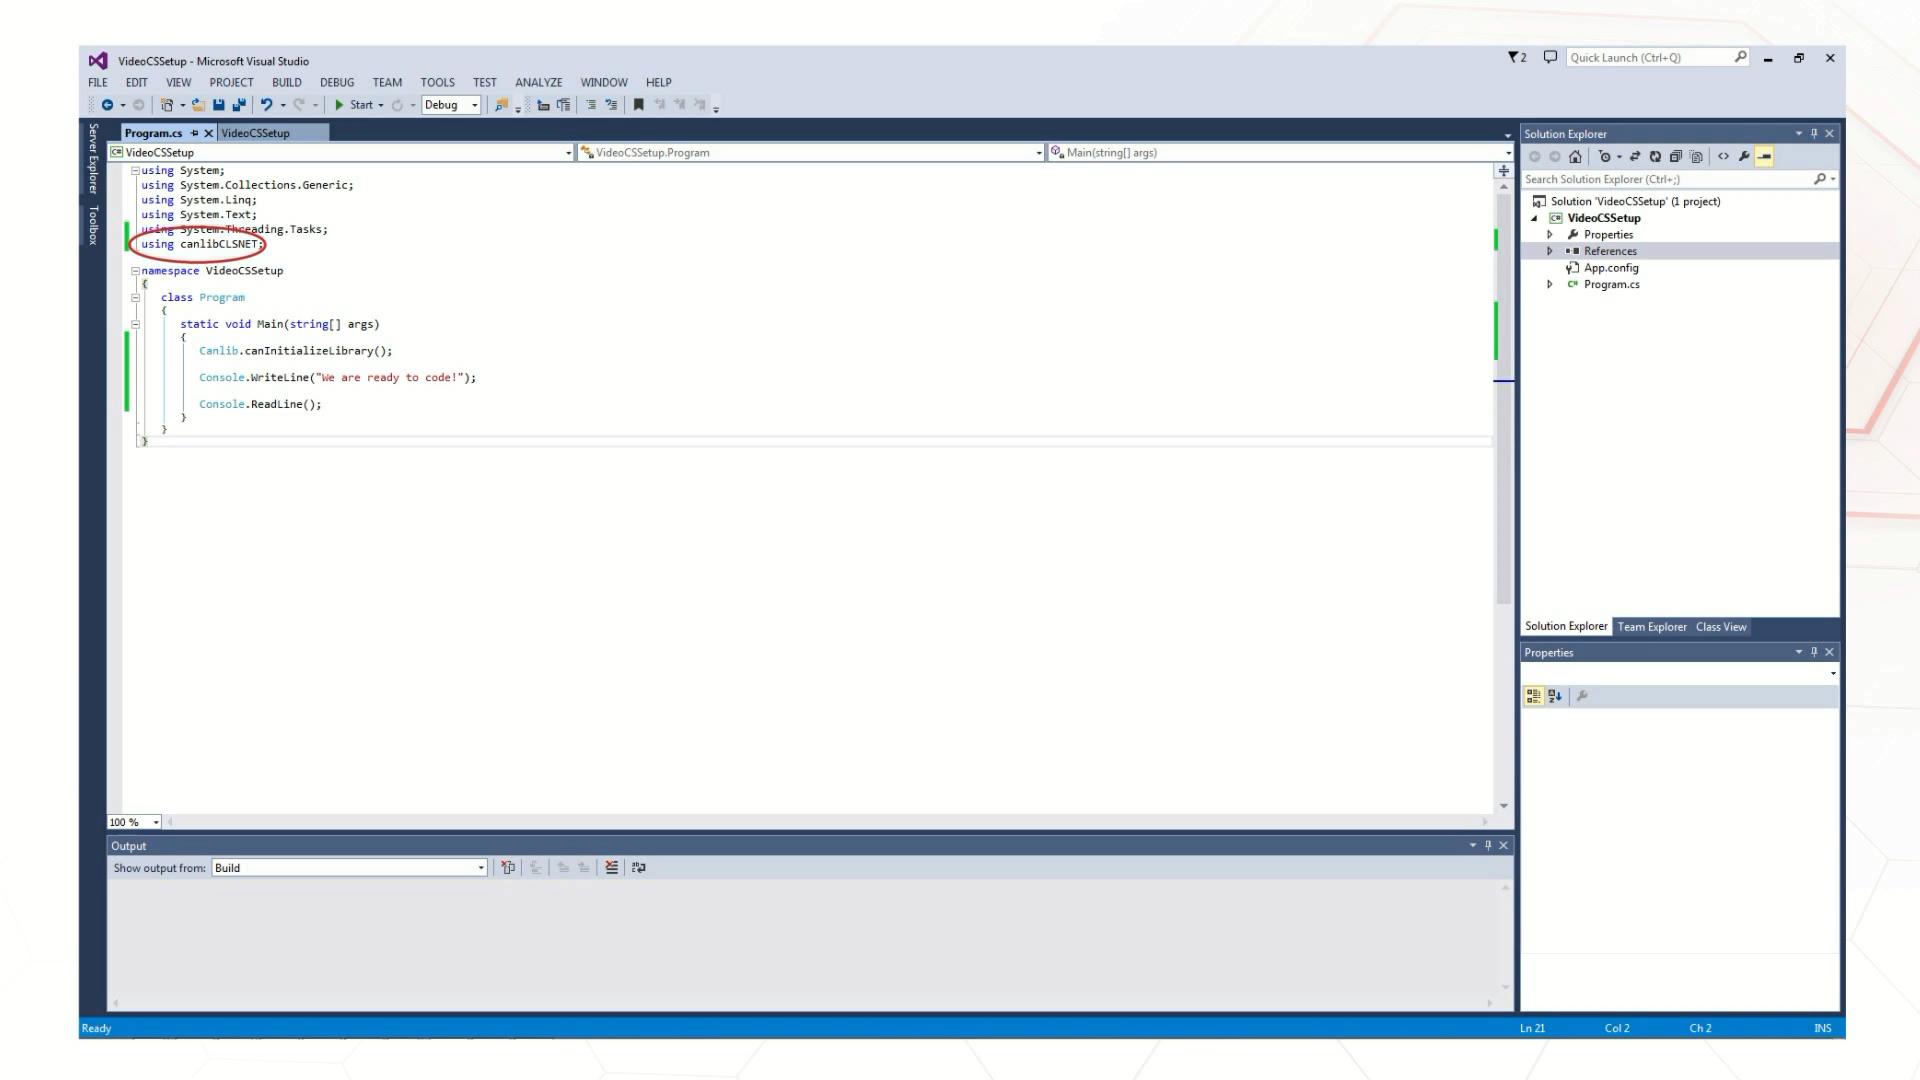 VideoCSSetup - Microsoft Visual Studio
2
Quick Launch (Ctrl+Q)
FILE EDIT VIEW PROJECT BUILD DEBUG TEAM TOOLS TEST ANALYZE WINDOW HELP
Start Debug
Server Explorer
Toolbox
Program.cs VideoCSSetup
VideoCSSetup VideoCSSetup.Program Main(string[] args)
using System;
using System.Collections.Generic;
using System.Linq;
using System.Text;
using System.Threading.Tasks;
using canlibCLSNET;
namespace VideoCSSetup
{
class Program
{
static void Main(string[] args)
{
Canlib.canInitializeLibrary();
Console.WriteLine("We are ready to code!");
Console.ReadLine();
}
}
}
100 %
Output
Show output from: Build
Solution Explorer
Search Solution Explorer (Ctrl+;)
Solution 'VideoCSSetup' (1 project)
C# VideoCSSetup
Properties
References
App.config
C# Program.cs
Solution Explorer Team Explorer Class View
Properties
Ready Ln 21 Col 2 Ch 2 INS